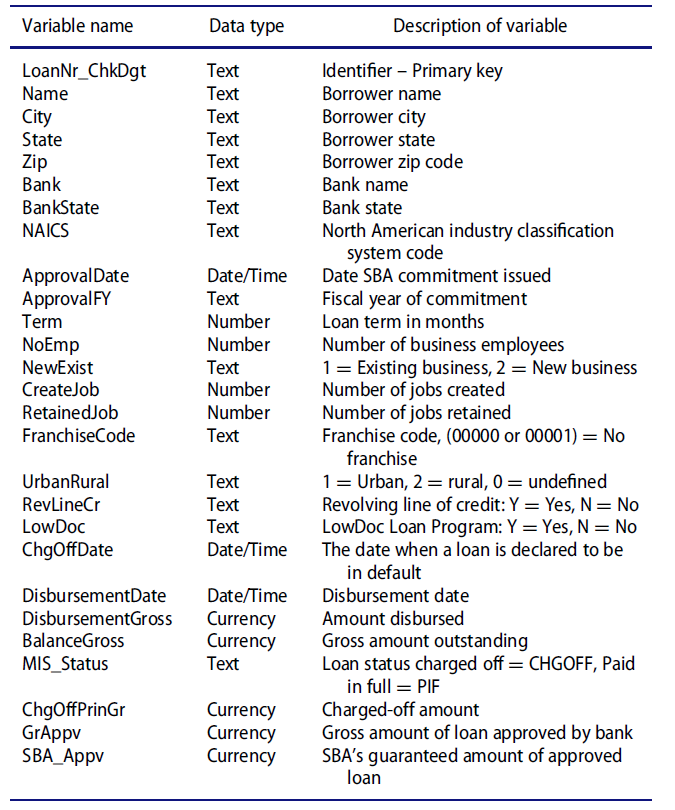 Variable name Data type Description of variable
LoanNr_ChkDgt Text Identifier – Primary key
Name Text Borrower name
City Text Borrower city
State Text Borrower state
Zip Text Borrower zip code
Bank Text Bank name
BankState Text Bank state
NAICS Text North American industry classification
system code
ApprovalDate Date/Time Date SBA commitment issued
ApprovalFY Text Fiscal year of commitment
Term Number Loan term in months
NoEmp Number Number of business employees
NewExist Text 1 = Existing business, 2 = New business
CreateJob Number Number of jobs created
RetainedJob Number Number of jobs retained
FranchiseCode Text Franchise code, (00000 or 00001) = No
franchise
UrbanRural Text 1 = Urban, 2 = rural, 0 = undefined
RevLineCr Text Revolving line of credit: Y = Yes, N = No
LowDoc Text LowDoc Loan Program: Y = Yes, N = No
ChgOffDate Date/Time The date when a loan is declared to be
in default
DisbursementDate Date/Time Disbursement date
DisbursementGross Currency Amount disbursed
BalanceGross Currency Gross amount outstanding
MIS_Status Text Loan status charged off = CHGOFF, Paid
in full = PIF
ChgOffPrinGr Currency Charged-off amount
GrAppv Currency Gross amount of loan approved by bank
SBA_Appv Currency SBA's guaranteed amount of approved
loan